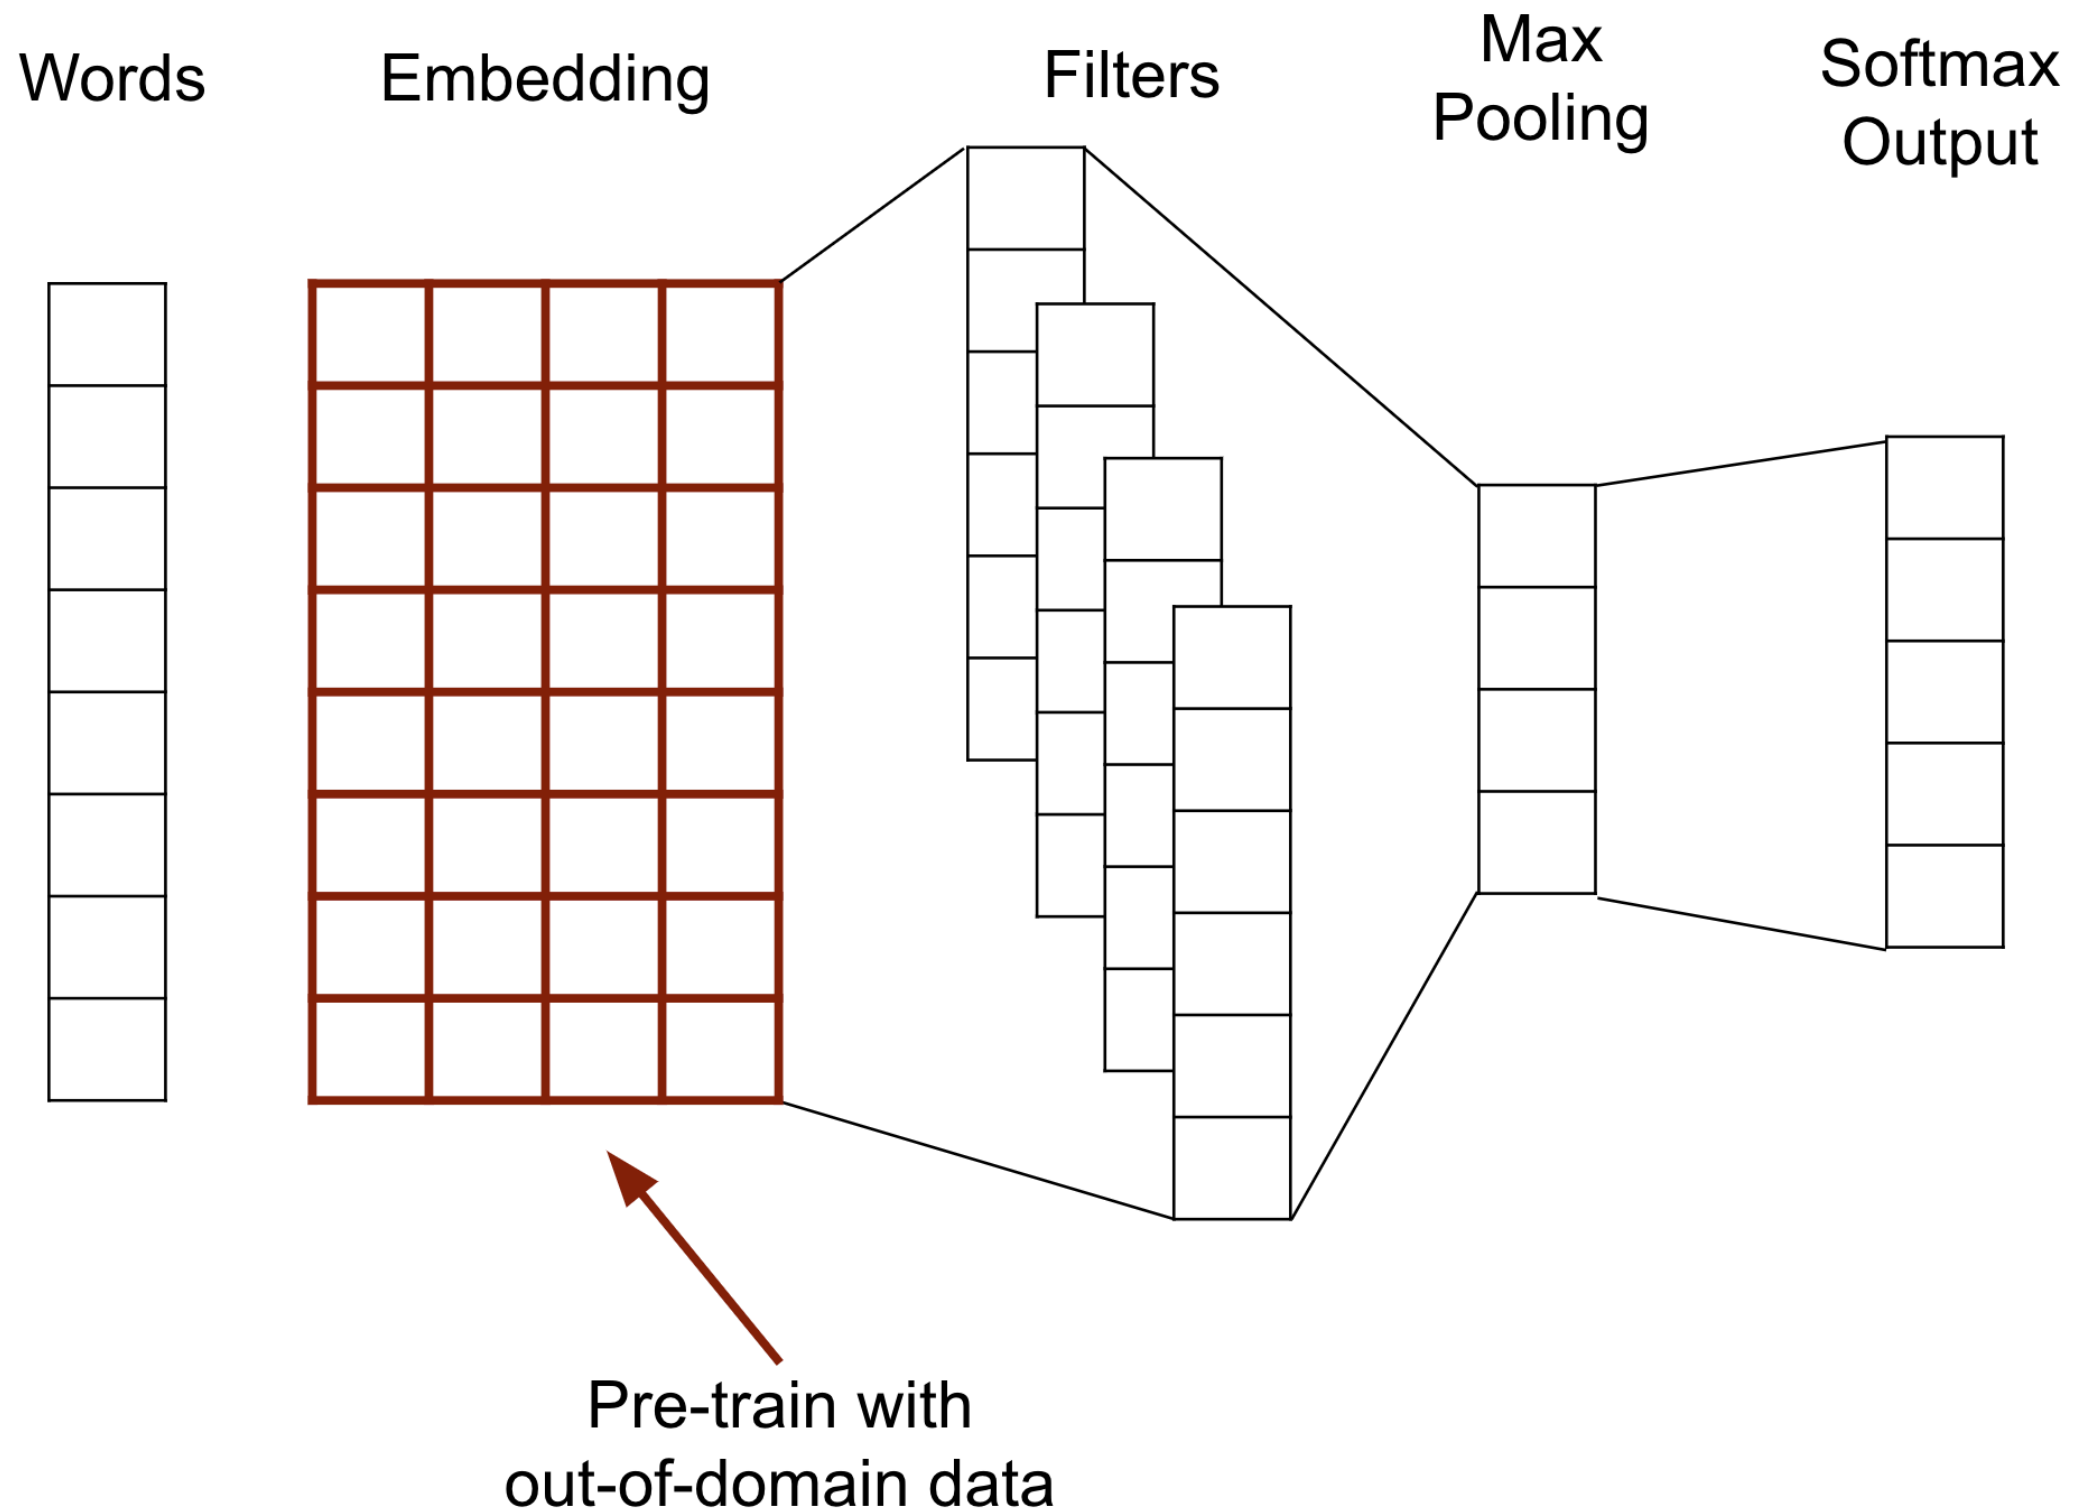 Words
Embedding
Filters
Max
Pooling
Softmax
Output
Pre-train with
out-of-domain data